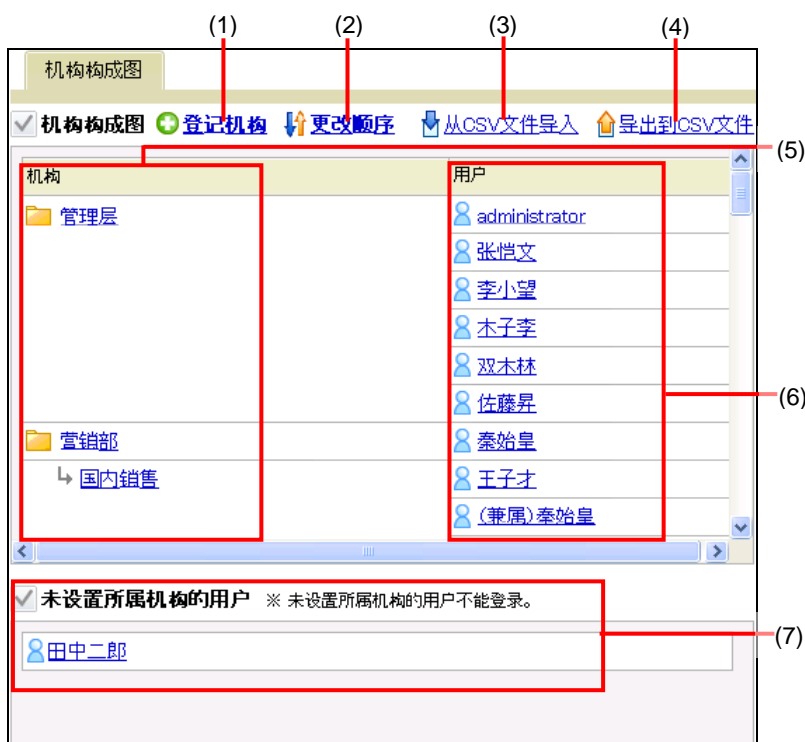 (1) (2) (3) (4)
机构构成图
机构构成图 登记机构 更改顺序 从CSV文件导入 导出到CSV文件
(5)
机构 用户
管理层 administrator
张恺文
李小望
木子李
双木林
佐藤昇
(6)
营销部 秦始皇
国内销售 王子才
(兼属)秦始皇
未设置所属机构的用户 ※ 未设置所属机构的用户不能登录。
(7)
田中二郎